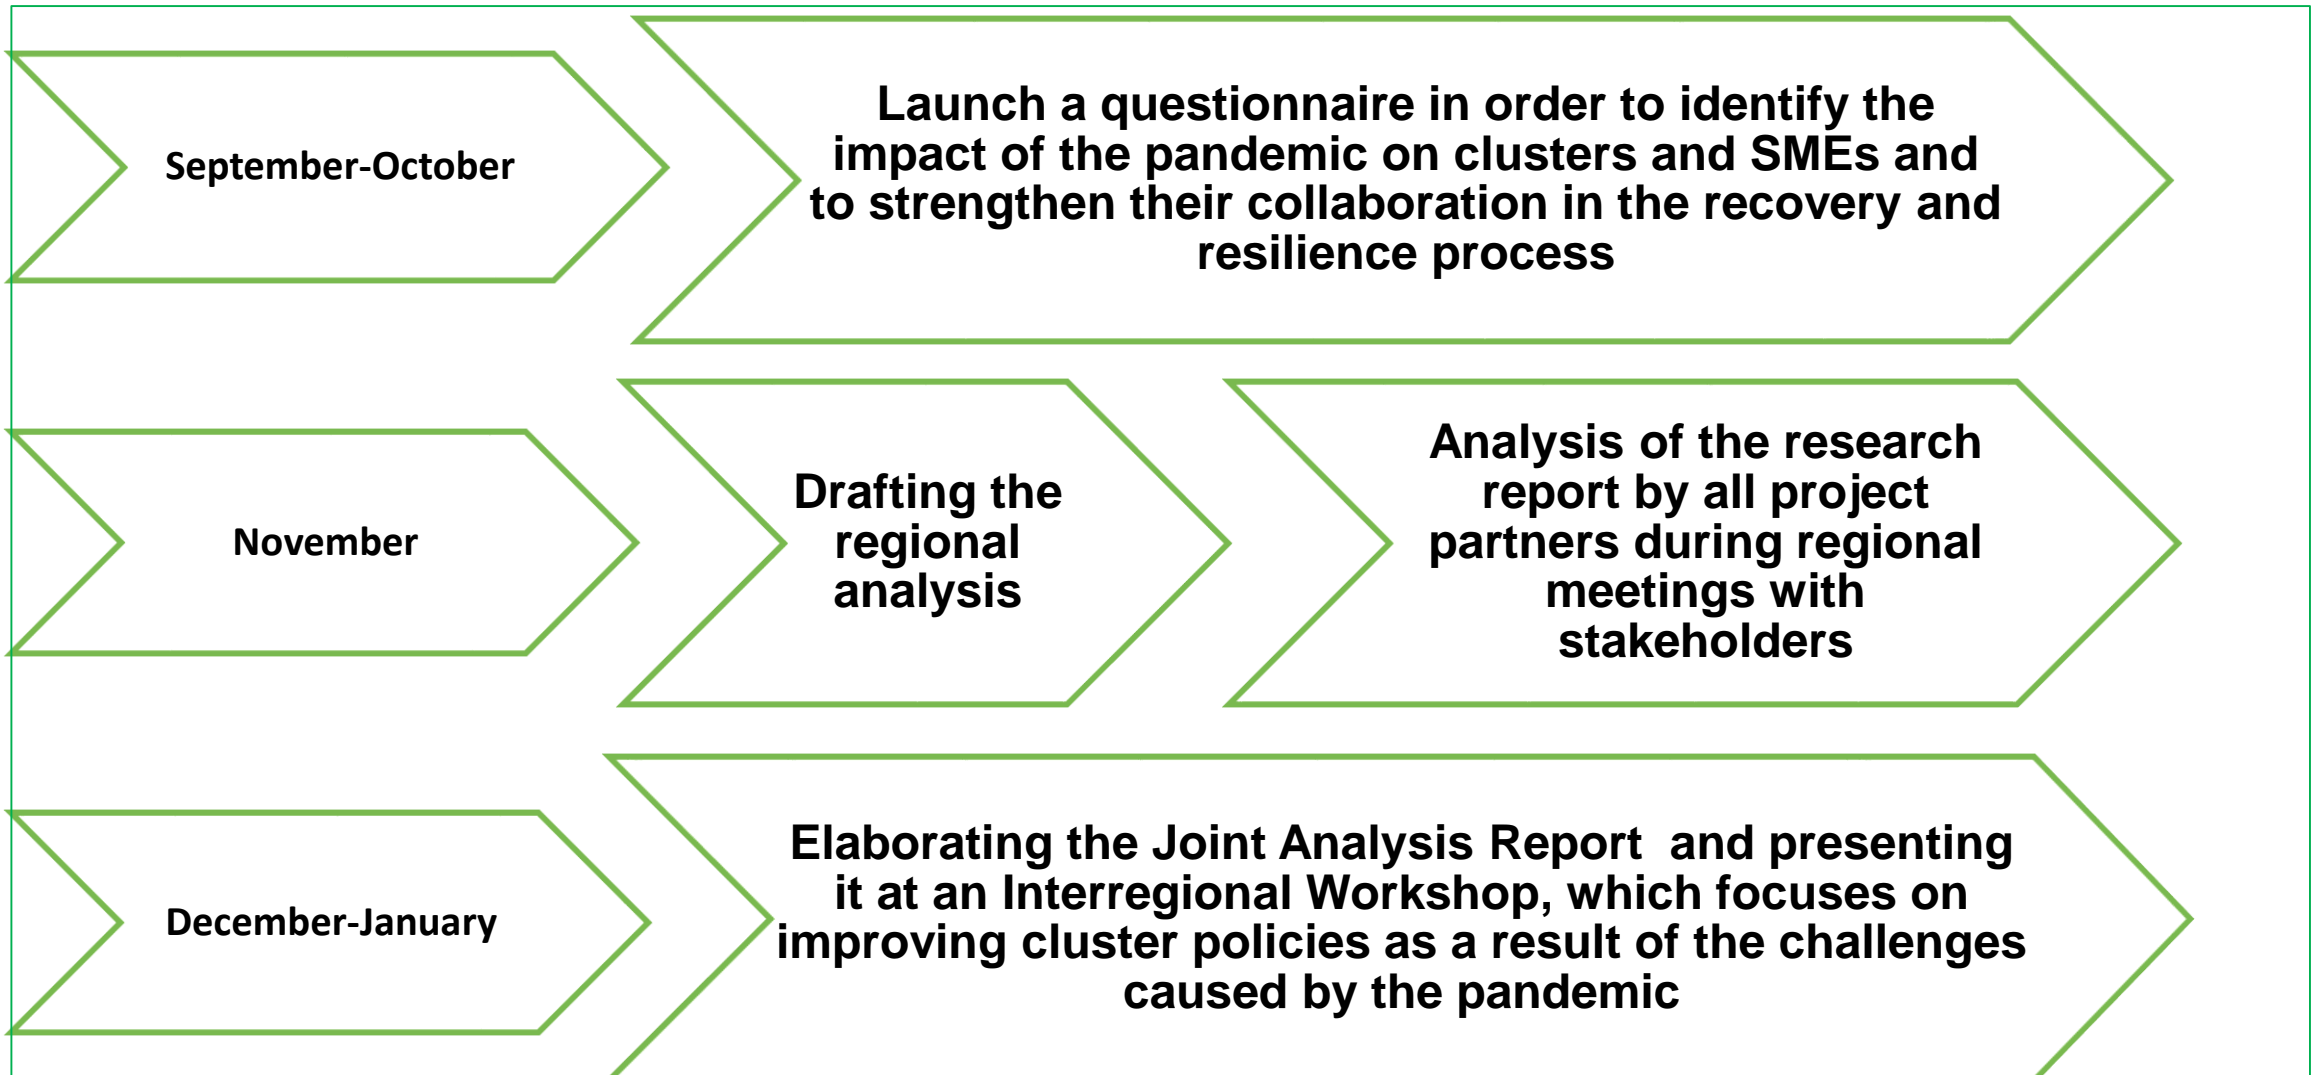 September-October
Launch a questionnaire in order to identify the
impact of the pandemic on clusters and SMEs and
to strengthen their collaboration in the recovery and
resilience process
November
Drafting the
regional
analysis
Analysis of the research
report by all project
partners during regional
meetings with
stakeholders
December-January
Elaborating the Joint Analysis Report  and presenting
it at an Interregional Workshop, which focuses on
improving cluster policies as a result of the challenges
caused by the pandemic